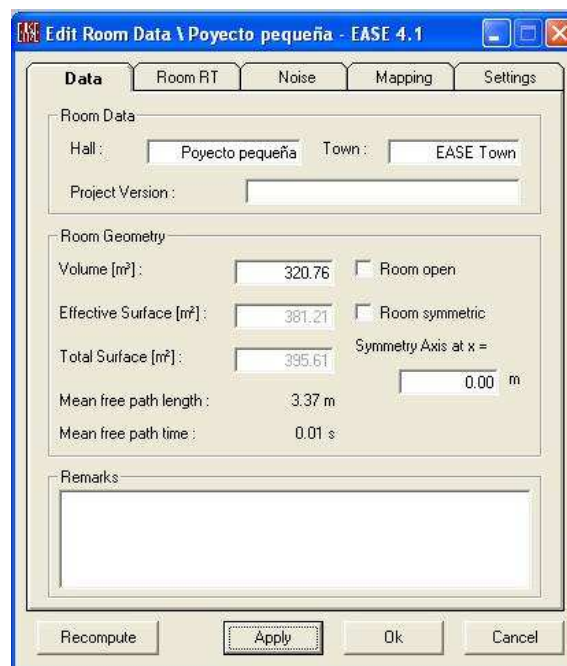 EASE Edit Room Data \ Poyecto pequeña - EASE 4.1
Data Room RT Noise Mapping Settings
Room Data
Hall : Poyecto pequeña Town : EASE Town
Project Version :
Room Geometry
Volume [m³] : 320.76 Room open
Effective Surface [m²] : 381.21 Room symmetric
Total Surface [m²] : 395.61 Symmetry Axis at x =
0.00 m
Mean free path length : 3.37 m
Mean free path time : 0.01 s
Remarks
Recompute Apply Ok Cancel